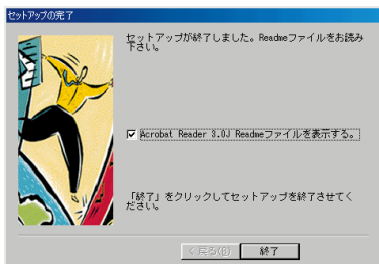 セットアップの完了
セットアップが終了しました。Readmeファイルをお読み
下さい。
Acrobat Reader 3.0J Readmeファイルを表示する。
「終了」をクリックしてセットアップを終了させてく
ださい。
< 戻る(B)
終了